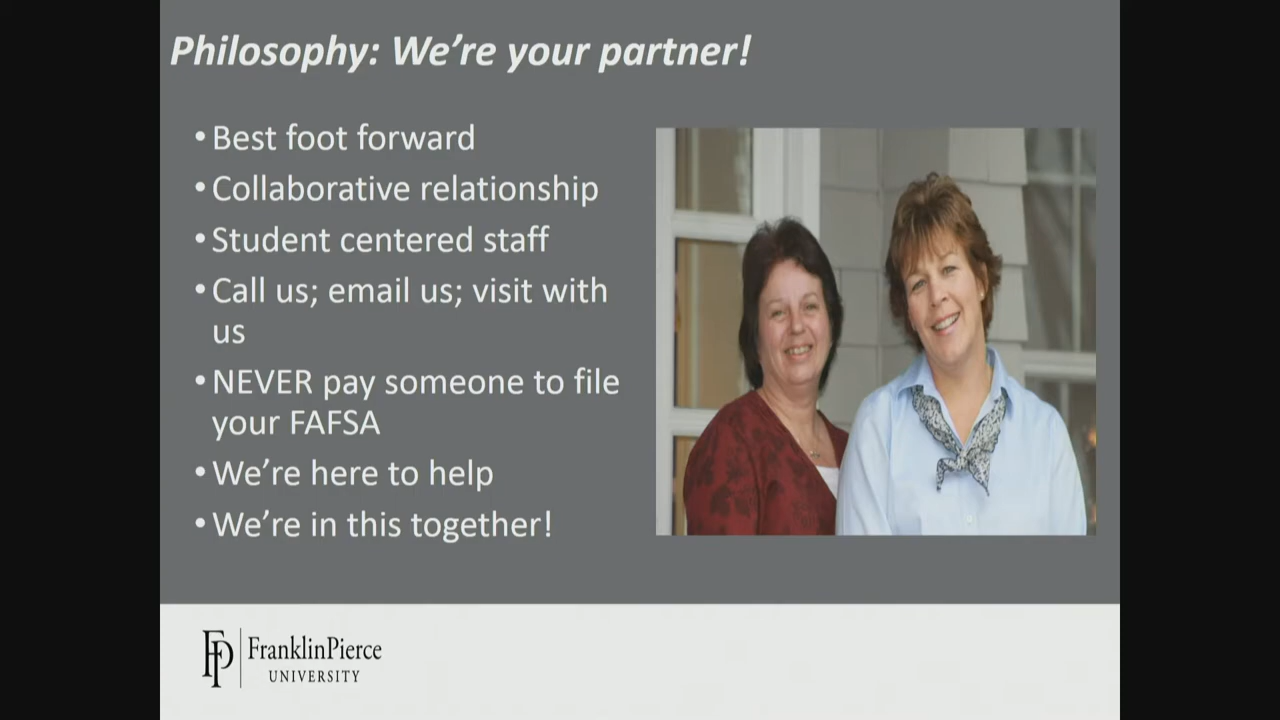 Philosophy: We're your partner!
• Best foot forward
• Collaborative relationship
• Student centered staff
• Call us; email us; visit with
us
• NEVER pay someone to file
your FAFSA
• We're here to help
• We're in this together!
FP FranklinPierce
UNIVERSITY